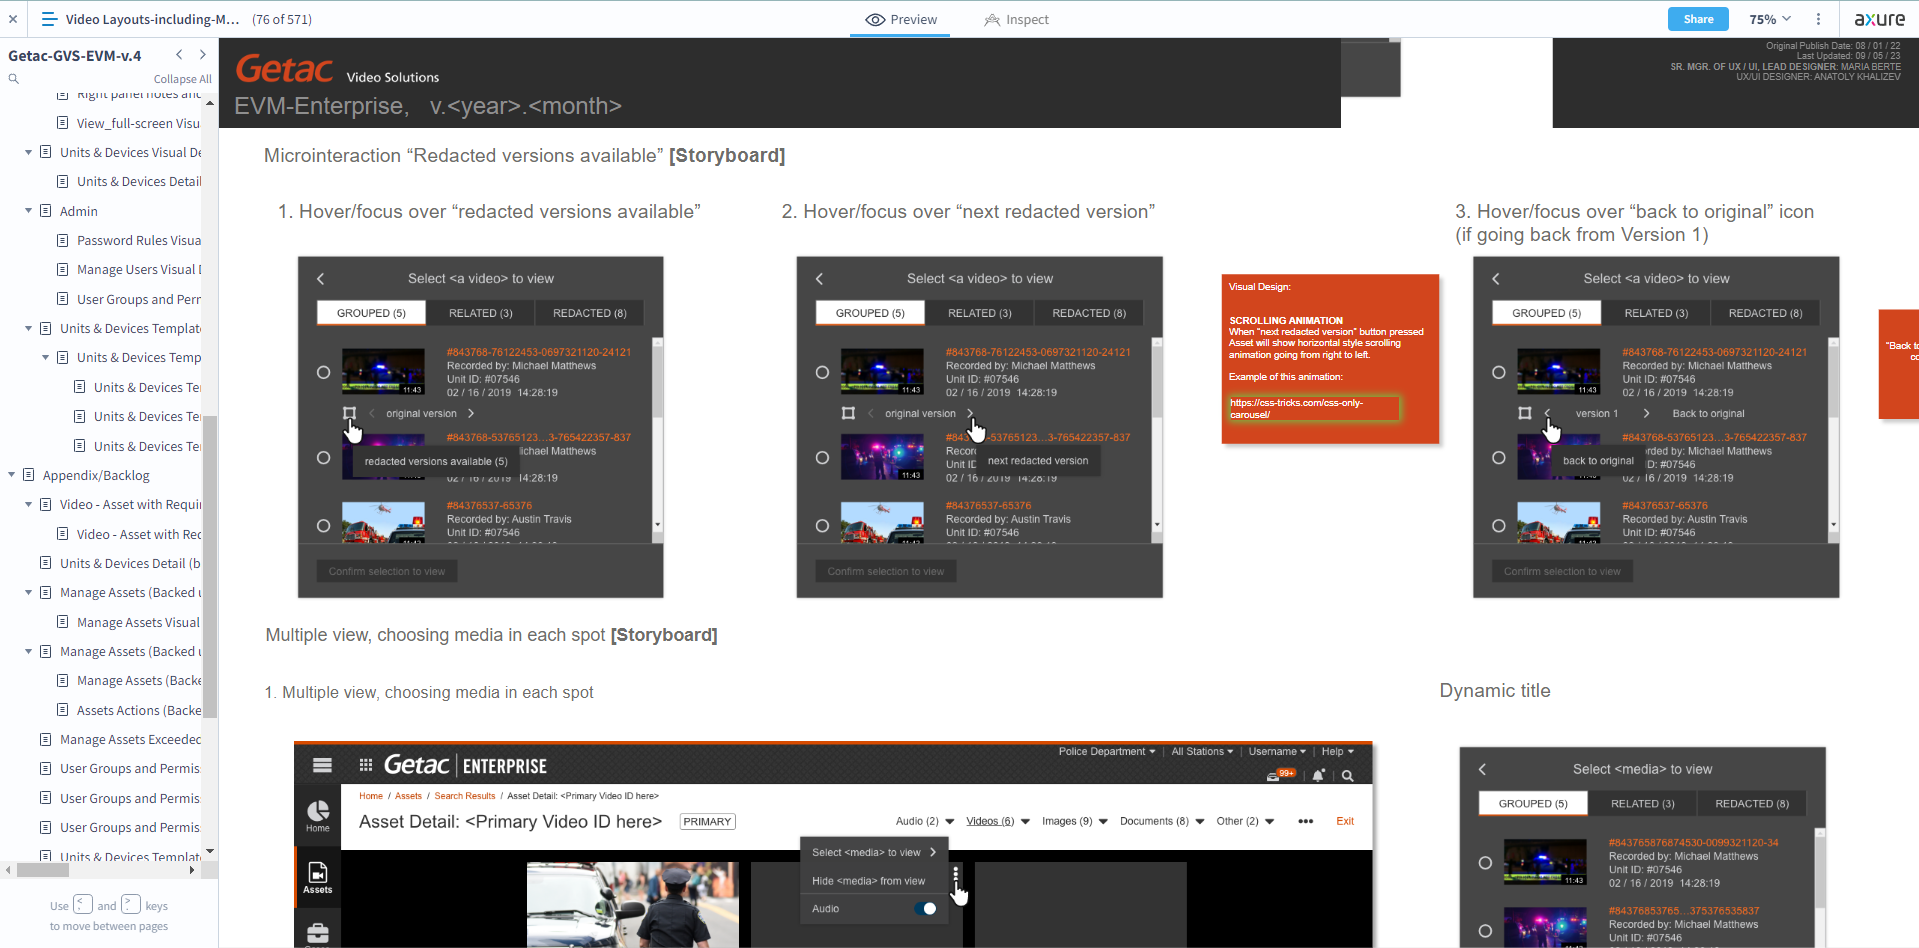 Video Layouts-including-M... (76 of 571)
Preview
Inspect
Share
75%
axure
Getac-GVS-EVM-v.4
Collapse All
Right panel notes and
View_full-screen Visu
Units & Devices Visual De
Units & Devices Detail
Admin
Password Rules Visua
Manage Users Visual D
User Groups and Perr
Units & Devices Templat
Units & Devices Temp
Units & Devices Te
Units & Devices Te
Units & Devices Te
Appendix/Backlog
Video - Asset with Requi
Video - Asset with Rec
Units & Devices Detail (b
Manage Assets (Backed u
Manage Assets Visual
Manage Assets (Backed u
Manage Assets (Backe
Assets Actions (Backe
Manage Assets Exceeded
User Groups and Permis
User Groups and Permis
User Groups and Permis
Units & Devices Templat
Use < and > keys
to move between pages
Getac Video Solutions
EVM-Enterprise, v.<year>.<month>
Original Publish Date: 08 / 01 / 22
Last Updated: 09 / 05 / 23
SR. MGR. OF UX / UI, LEAD DESIGNER: MARIA BERTE
UX/UI DESIGNER: ANATOLY KHALIZEV
Microinteraction “Redacted versions available” [Storyboard]
1. Hover/focus over “redacted versions available”
Select <a video> to view
GROUPED (5) RELATED (3) REDACTED (8)
#843768-76122453-0697321120-24121
Recorded by: Michael Matthews
Unit ID: #07546
02 / 16 / 2019 14:28:19
11:43
original version
#843768-53765123...3-765422357-837
ichael Matthews
redacted versions available (5)
02 / 16 / 2019 14:28:19
#84376537-65376
Recorded by: Austin Travis
Unit ID: #07546
Confirm selection to view
2. Hover/focus over “next redacted version”
Select <a video> to view
GROUPED (5) RELATED (3) REDACTED (8)
#843768-76122453-0697321120-24121
Recorded by: Michael Matthews
Unit ID: #07546
02 / 16 / 2019 14:28:19
11:43
original version
#843 -53765123...3-765422357-837
Recor by: Michael Matthews
Unit ID
next redacted version
11:43
02 / 16 / 2019 14:28:19
#84376537-65376
Recorded by: Austin Travis
Unit ID: #07546
Confirm selection to view
Visual Design:
SCROLLING ANIMATION
When "next redacted version" button pressed
Asset will show horizontal style scrolling
animation going from right to left.
Example of this animation:
https://css-tricks.com/css-only-
carousel/
3. Hover/focus over “back to original” icon
(if going back from Version 1)
Select <a video> to view
GROUPED (5) RELATED (3) REDACTED (8)
#843768-76122453-0697321120-24121
Recorded by: Michael Matthews
Unit ID: #07546
02 / 16 / 2019 14:28:19
11:43
version 1
Back to original
#843768-53765123...3-765422357-837
rded by: Michael Matthews
back to original
ID: #07546
02 / 16 / 2019 14:28:19
#84376537-65376
Recorded by: Austin Travis
Unit ID: #07546
Confirm selection to view
"Back to
co
Multiple view, choosing media in each spot [Storyboard]
1. Multiple view, choosing media in each spot
Police Department All Stations Username Help
Getac ENTERPRISE
99+
Home
Assets
Home / Assets / Search Results / Asset Detail: <Primary Video ID here>
Asset Detail: <Primary Video ID here> PRIMARY
Audio (2) Videos (6) Images (9) Documents (8) Other (2) ••• Exit
Select <media> to view
Hide <media> from view
Audio
Dynamic title
Select <media> to view
GROUPED (5) RELATED (3) REDACTED (8)
#843765876874530-0099321120-34
Recorded by: Michael Matthews
Unit ID: #07546
02 / 16 / 2019 14:28:19
11:43
#84376853765...375376535837
Recorded by: Michael Matthews
Unit ID: #07546